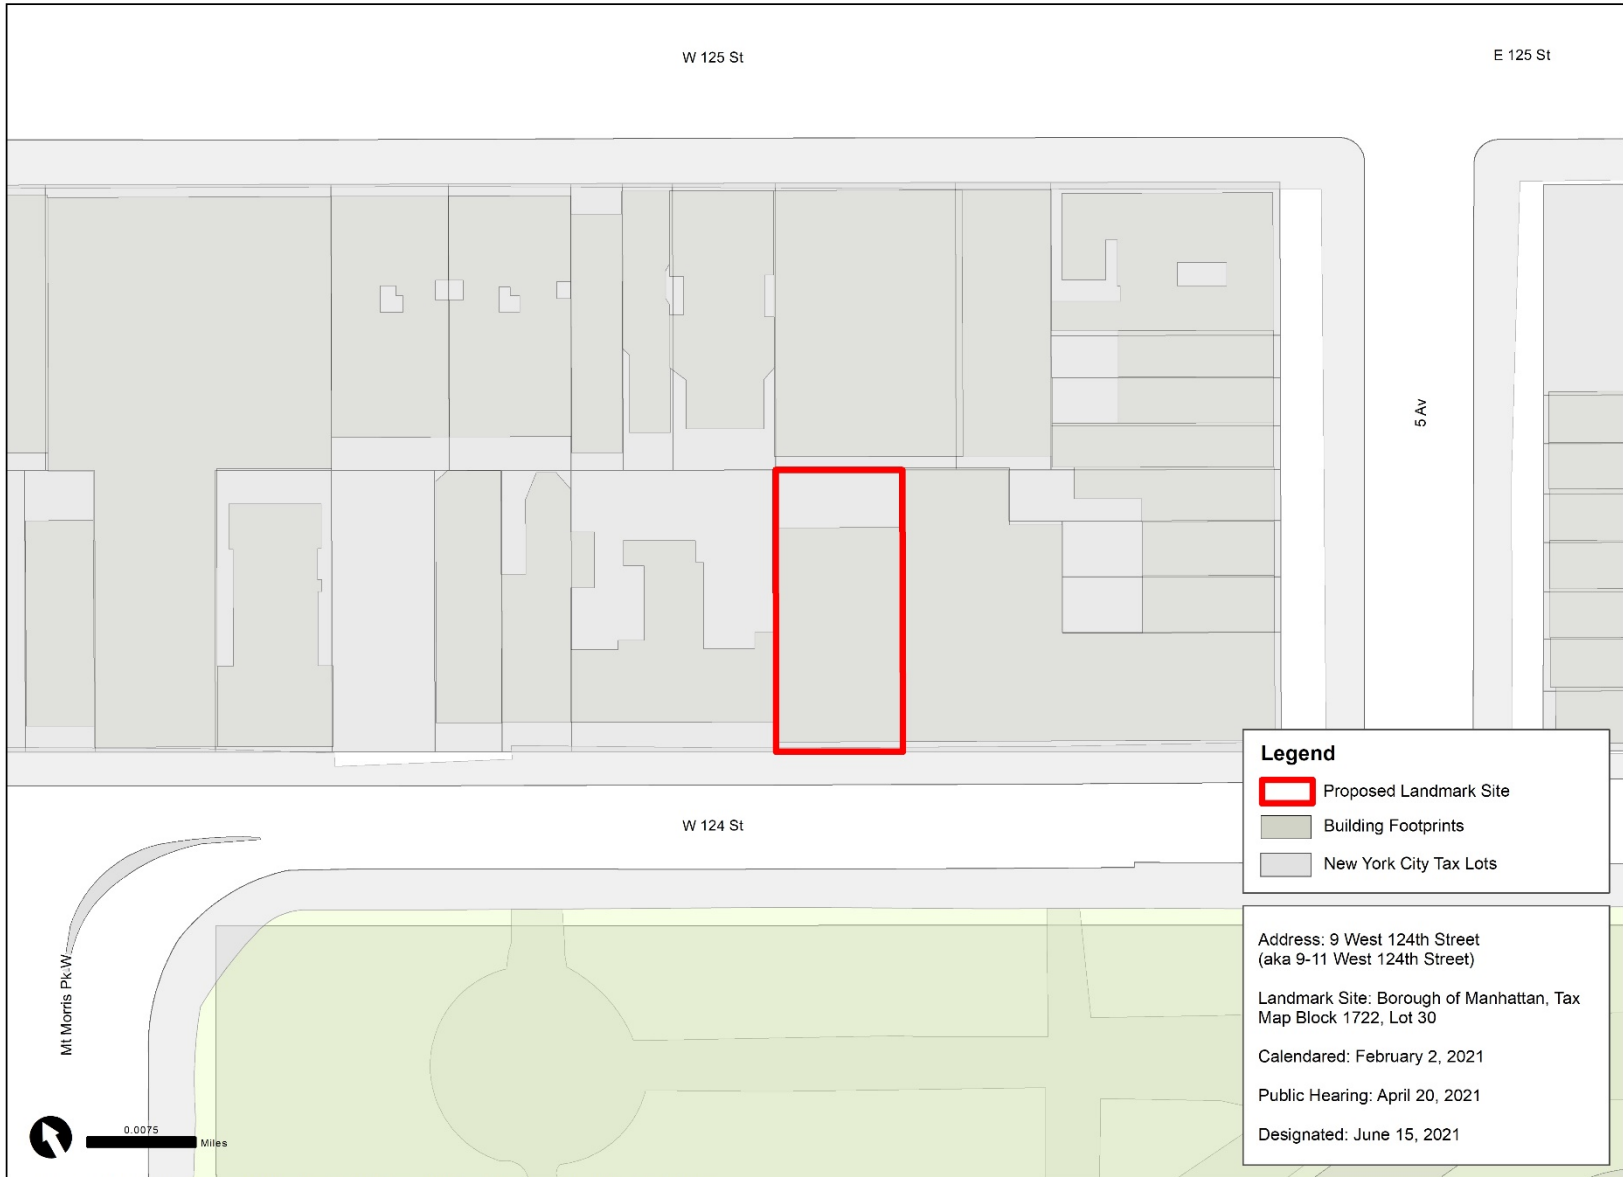 W 125 St
E 125 St
5 Av
W 124 St
Mt Morris Pk W
0.0075
Miles
Legend
Proposed Landmark Site
Building Footprints
New York City Tax Lots
Address: 9 West 124th Street
(aka 9-11 West 124th Street)
Landmark Site: Borough of Manhattan, Tax
Map Block 1722, Lot 30
Calendared: February 2, 2021
Public Hearing: April 20, 2021
Designated: June 15, 2021